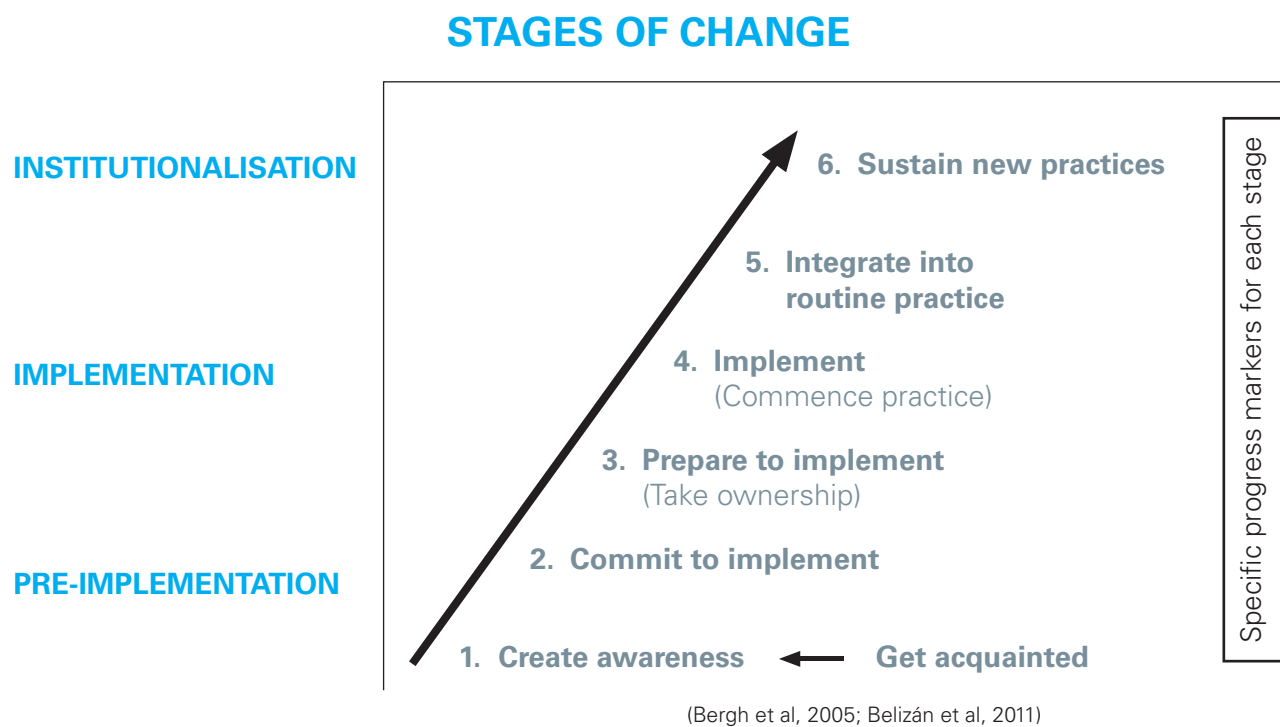 STAGES OF CHANGE
INSTITUTIONALISATION
6. Sustain new practices
5. Integrate into
routine practice
IMPLEMENTATION
4. Implement
(Commence practice)
3. Prepare to implement
(Take ownership)
2. Commit to implement
PRE-IMPLEMENTATION
1. Create awareness
Get acquainted
Specific progress markers for each stage
(Bergh et al, 2005; Belizán et al, 2011)